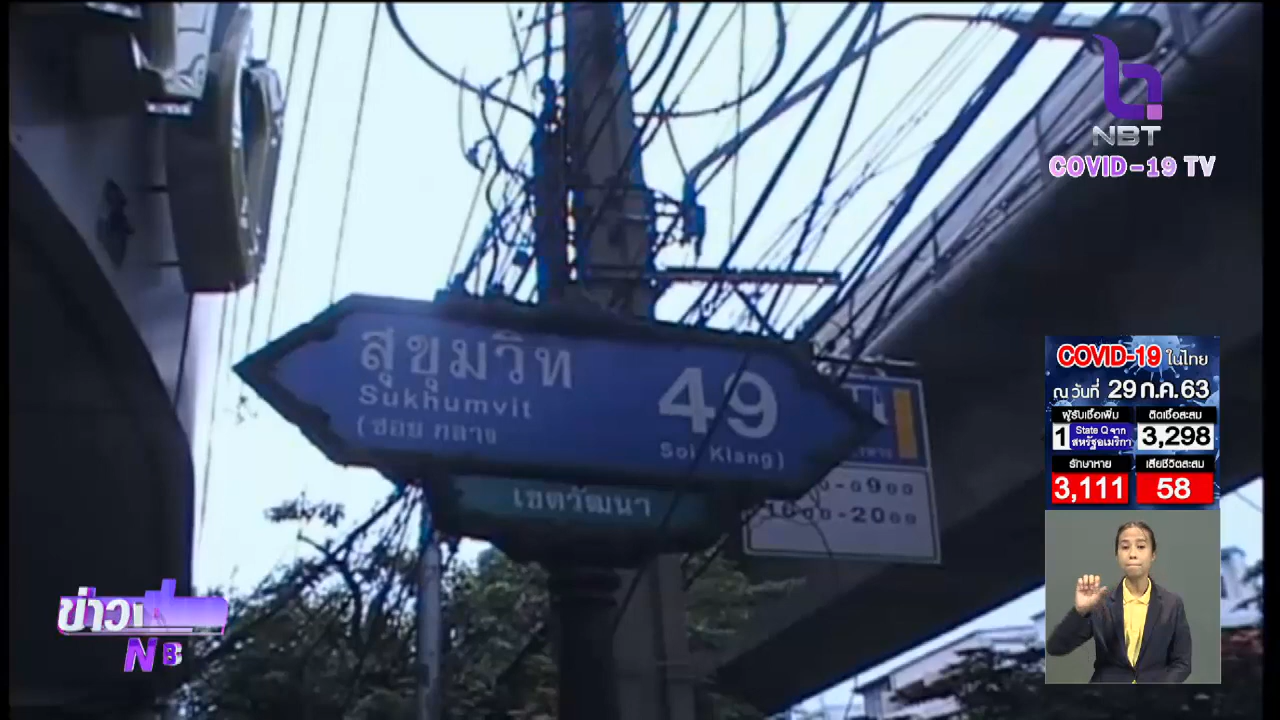 NBT
COVID-19 TV
สุขุมวิท
Sukhumvit
(ซอย กลาง
49
Soi Klang)
เขตวัฒนา
-0900
-2000
COVID-19 ในไทย
ณ วันที่ 29 ก.ค. 63
ผู้รับเชื้อเพิ่ม
ติดเชื้อสะสม
1 State Q จาก
สหรัฐอเมริกา
3,298
รักษาหาย
เสียชีวิตสะสม
3,111
58
ข่าว